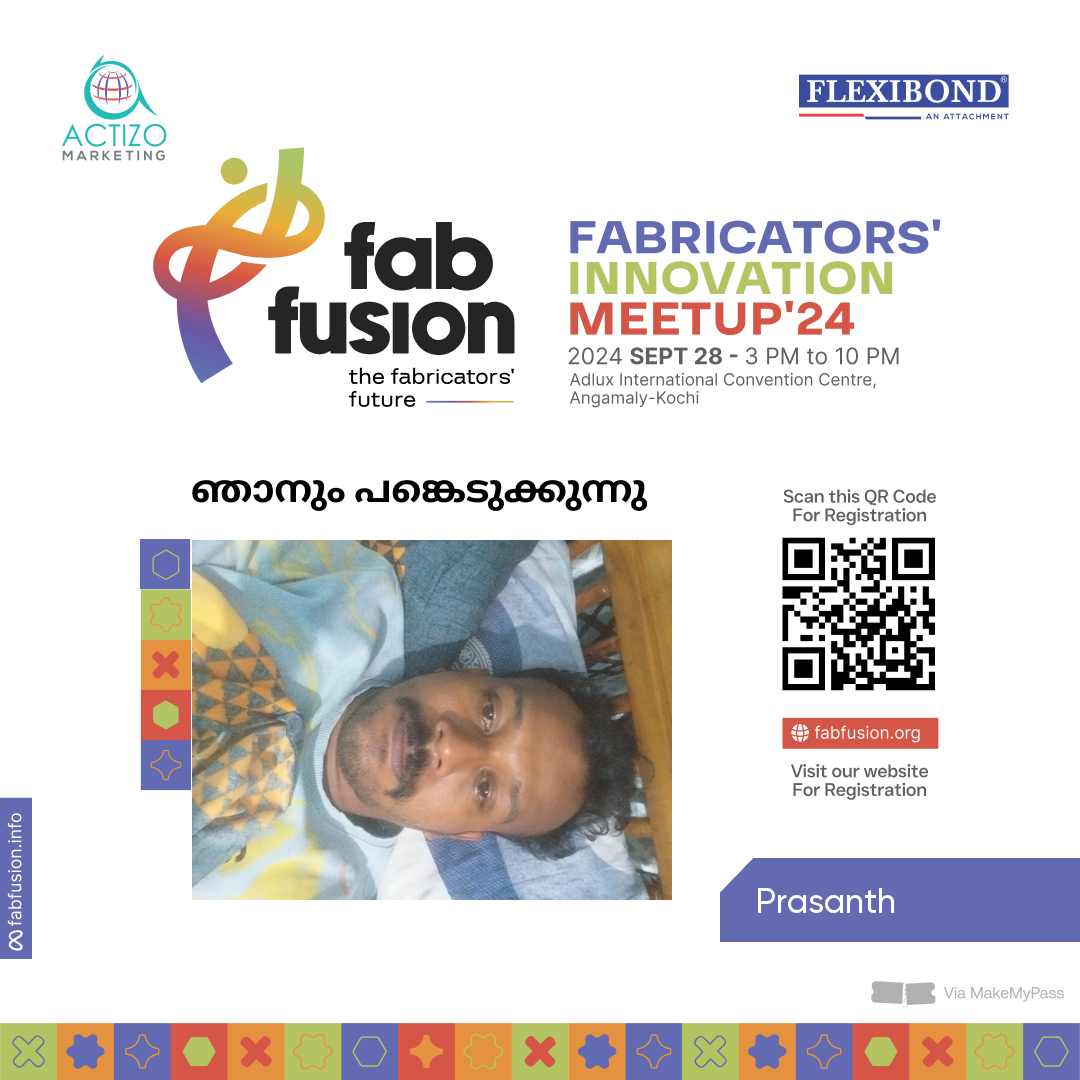 ACTIZO
MARKETING
FLEXIBOND®
AN ATTACHMENT
fab
fusion
the fabricators'
future
FABRICATORS'
INNOVATION
MEETUP'24
2024 SEPT 28 - 3 PM to 10 PM
Adlux International Convention Centre,
Angamaly-Kochi
ഞാനും പങ്കെടുക്കുന്നു
Scan this QR Code
For Registration
fabfusion.org
Visit our website
For Registration
fabfusion.info
Prasanth
Via MakeMyPass